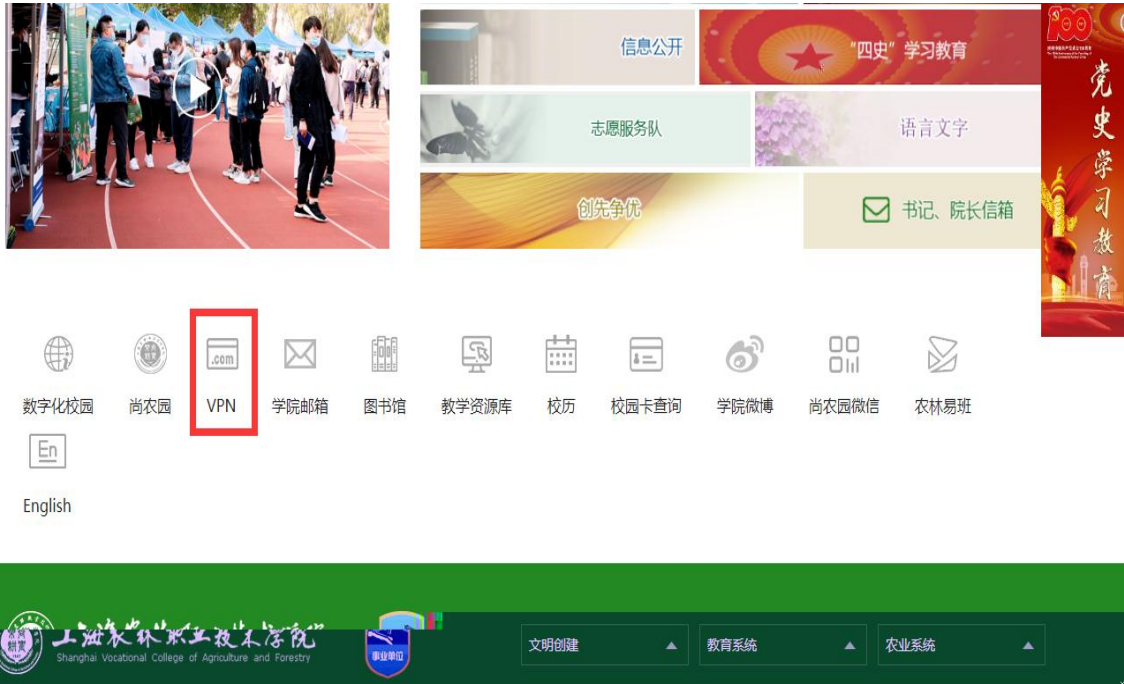 信息公开
"四史"学习教育
100
党史学习教育
志愿服务队
语言文字
创先争优
书记、院长信箱
.com
数字化校园
尚农园
VPN
学院邮箱
图书馆
教学资源库
校历
校园卡查询
学院微博
尚农园微信
农林易班
En
English
上海农林职业技术学院
Shanghai Vocational College of Agriculture and Forestry
事业单位
文明创建
教育系统
农业系统